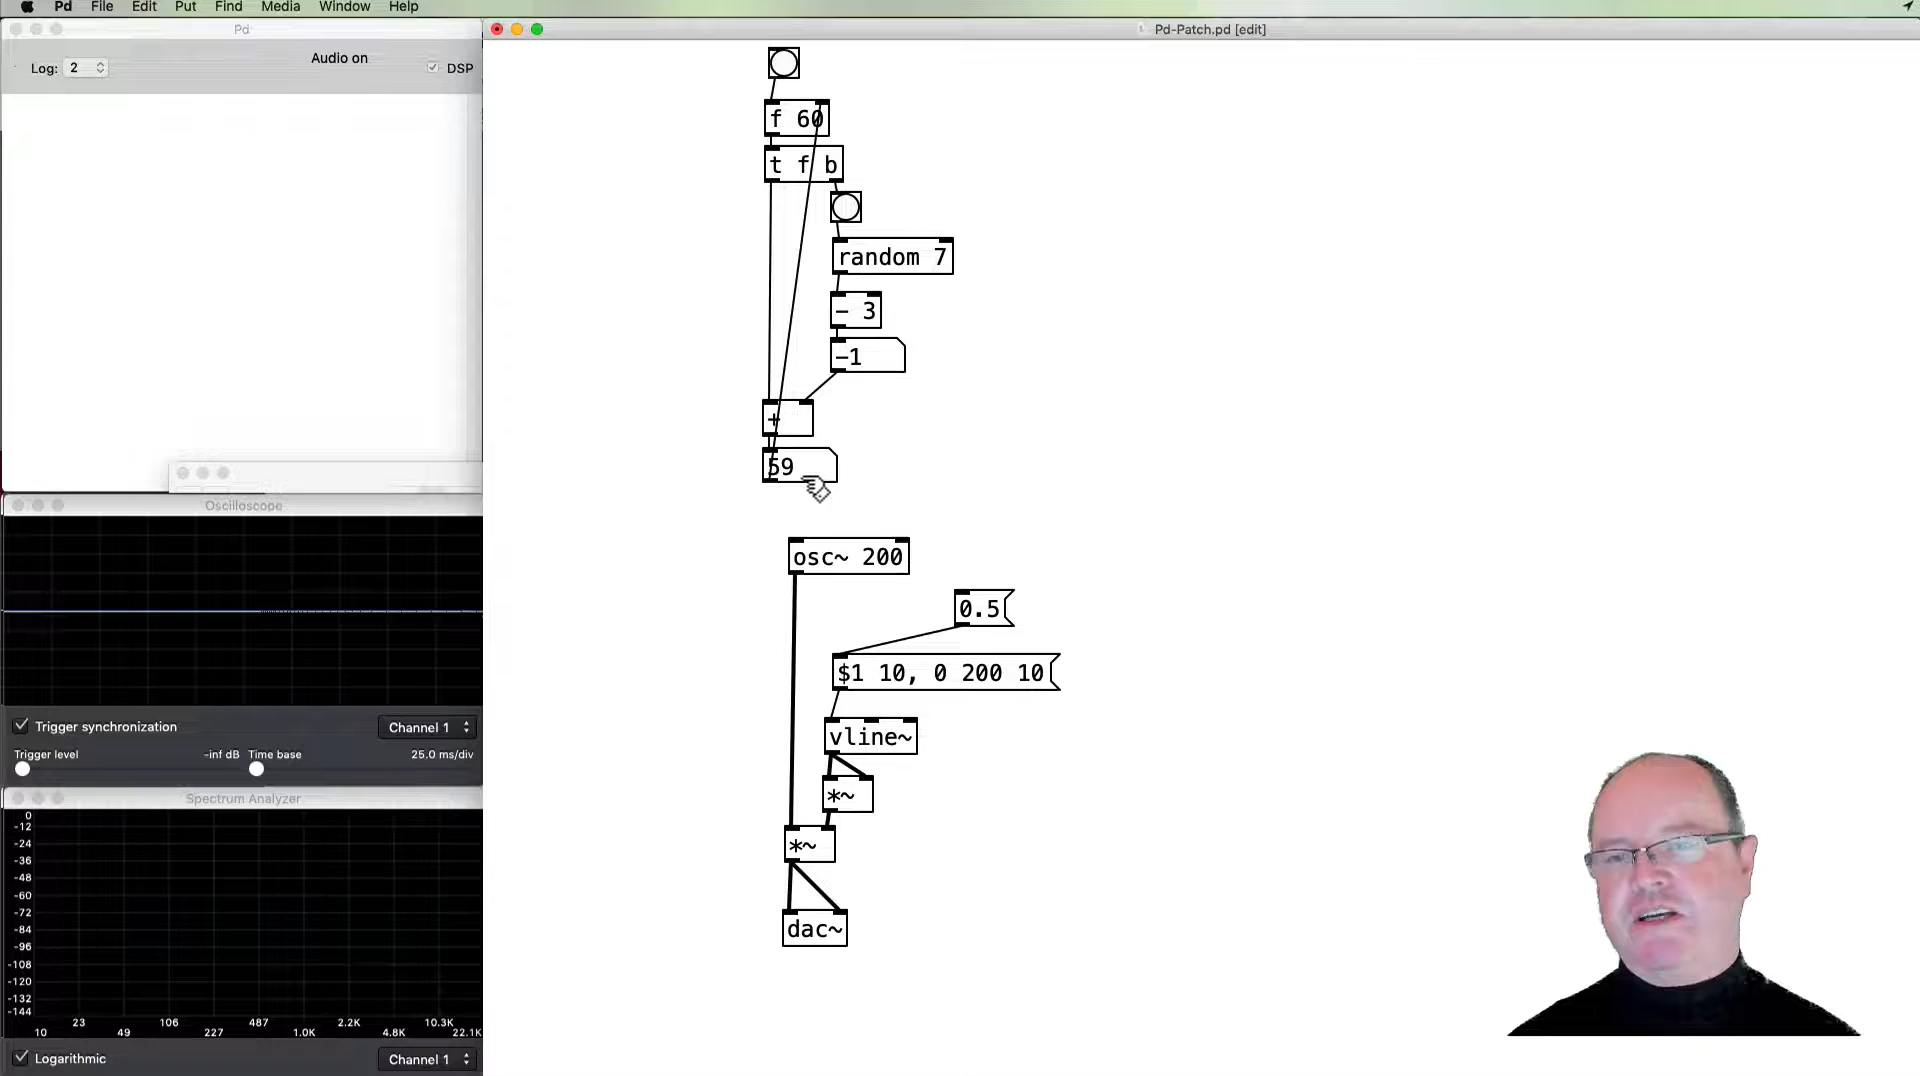 Pd File Edit Put Find Media Window Help
Pd
Pd-Patch.pd [edit]
Log: 2
Audio on
DSP
f 60
t f b
random 7
- 3
-1
+
59
osc~ 200
0.5
$1 10, 0 200 10
vline~
*~
*~
dac~
Oscilloscope
Trigger synchronization
Channel 1
Trigger level
-inf dB
Time base
25.0 ms/div
Spectrum Analyzer
0
-12
-24
-36
-48
-60
-72
-84
-96
-108
-120
-132
-144
23 106 487 2.2K 10.3K
10 49 227 1.0K 4.8K 22.1K
Logarithmic
Channel 1